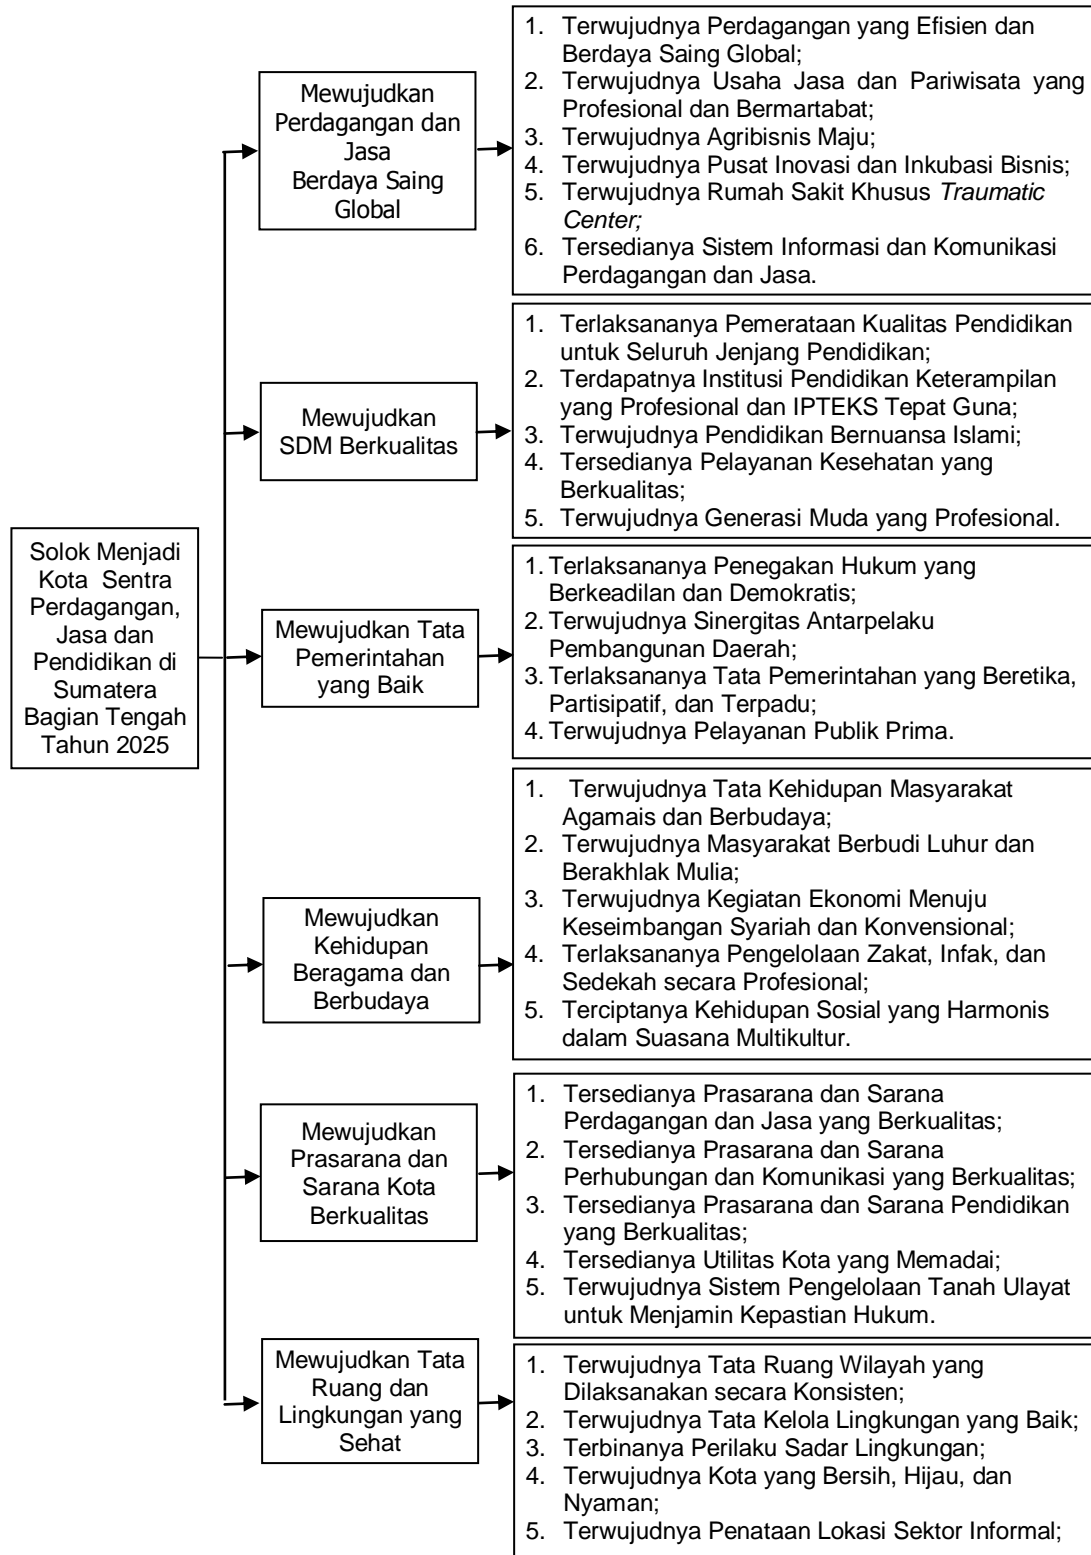 Solok Menjadi
Kota Sentra
Perdagangan,
Jasa dan
Pendidikan di
Sumatera
Bagian Tengah
Tahun 2025
Mewujudkan
Perdagangan dan
Jasa
Berdaya Saing
Global
1. Terwujudnya Perdagangan yang Efisien dan
Berdaya Saing Global;
2. Terwujudnya Usaha Jasa dan Pariwisata yang
Profesional dan Bermartabat;
3. Terwujudnya Agribisnis Maju;
4. Terwujudnya Pusat Inovasi dan Inkubasi Bisnis;
5. Terwujudnya Rumah Sakit Khusus Traumatic
Center;
6. Tersedianya Sistem Informasi dan Komunikasi
Perdagangan dan Jasa.
Mewujudkan
SDM Berkualitas
1. Terlaksananya Pemerataan Kualitas Pendidikan
untuk Seluruh Jenjang Pendidikan;
2. Terdapatnya Institusi Pendidikan Keterampilan
yang Profesional dan IPTEKS Tepat Guna;
3. Terwujudnya Pendidikan Bernuansa Islami;
4. Tersedianya Pelayanan Kesehatan yang
Berkualitas;
5. Terwujudnya Generasi Muda yang Profesional.
Mewujudkan Tata
Pemerintahan
yang Baik
1. Terlaksananya Penegakan Hukum yang
Berkeadilan dan Demokratis;
2. Terwujudnya Sinergitas Antarpelaku
Pembangunan Daerah;
3. Terlaksananya Tata Pemerintahan yang Beretika,
Partisipatif, dan Terpadu;
4. Terwujudnya Pelayanan Publik Prima.
Mewujudkan
Kehidupan
Beragama dan
Berbudaya
1. Terwujudnya Tata Kehidupan Masyarakat
Agamais dan Berbudaya;
2. Terwujudnya Masyarakat Berbudi Luhur dan
Berakhlak Mulia;
3. Terwujudnya Kegiatan Ekonomi Menuju
Keseimbangan Syariah dan Konvensional;
4. Terlaksananya Pengelolaan Zakat, Infak, dan
Sedekah secara Profesional;
5. Terciptanya Kehidupan Sosial yang Harmonis
dalam Suasana Multikultur.
Mewujudkan
Prasarana dan
Sarana Kota
Berkualitas
1. Tersedianya Prasarana dan Sarana
Perdagangan dan Jasa yang Berkualitas;
2. Tersedianya Prasarana dan Sarana
Perhubungan dan Komunikasi yang Berkualitas;
3. Tersedianya Prasarana dan Sarana Pendidikan
yang Berkualitas;
4. Tersedianya Utilitas Kota yang Memadai;
5. Terwujudnya Sistem Pengelolaan Tanah Ulayat
untuk Menjamin Kepastian Hukum.
Mewujudkan Tata
Ruang dan
Lingkungan yang
Sehat
1. Terwujudnya Tata Ruang Wilayah yang
Dilaksanakan secara Konsisten;
2. Terwujudnya Tata Kelola Lingkungan yang Baik;
3. Terbinanya Perilaku Sadar Lingkungan;
4. Terwujudnya Kota yang Bersih, Hijau, dan
Nyaman;
5. Terwujudnya Penataan Lokasi Sektor Informal;